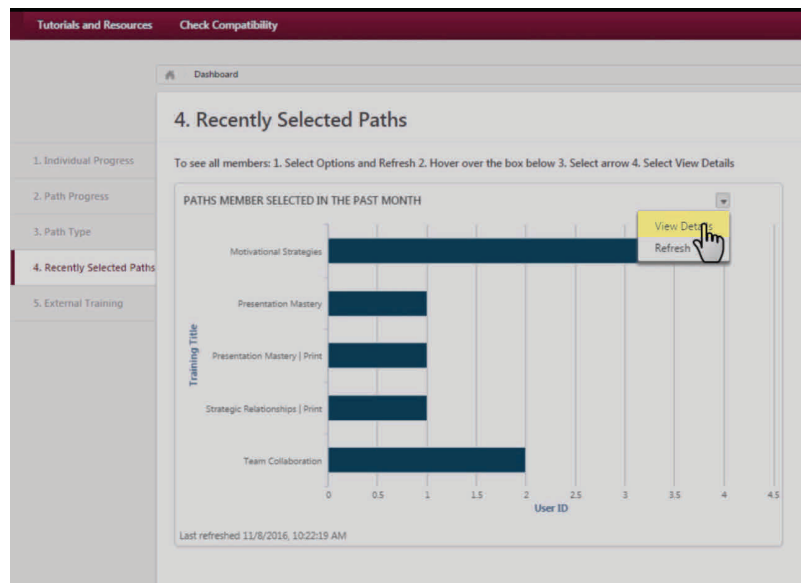 Tutorials and Resources Check Compatibility
Dashboard
4. Recently Selected Paths
1. Individual Progress
2. Path Progress
3. Path Type
4. Recently Selected Paths
5. External Training
To see all members: 1. Select Options and Refresh 2. Hover over the box below 3. Select arrow 4. Select View Details
PATHS MEMBER SELECTED IN THE PAST MONTH
View Details
Refresh
Training Title
Motivational Strategies
Presentation Mastery
Presentation Mastery | Print
Strategic Relationships | Print
Team Collaboration
0 0.5 1 1.5 2 2.5 3 3.5 4 4.5
User ID
Last refreshed 11/8/2016, 10:22:19 AM